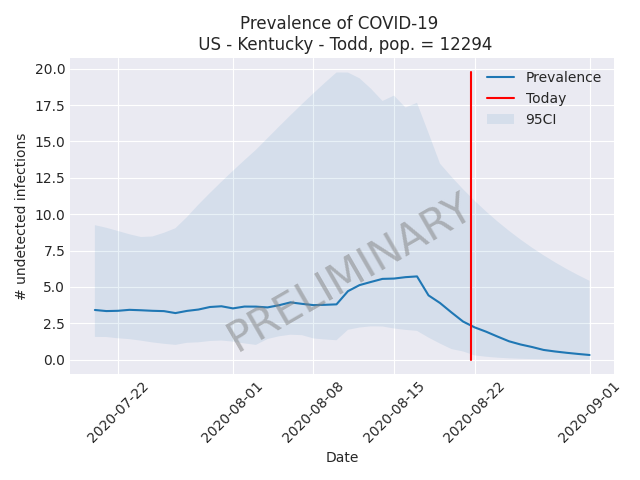 Prevalence of COVID-19
US - Kentucky - Todd, pop. = 12294
20.0
17.5
15.0
12.5
10.0
7.5
5.0
2.5
0.0
# undetected infections
Prevalence
Today
95CI
PRELIMINARY
2020-07-22
2020-08-01
2020-08-08
2020-08-15
2020-08-22
2020-09-01
Date